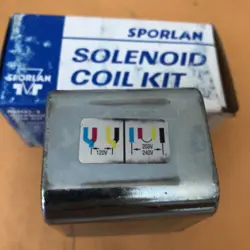 SPORLAN
SOLENOID
COIL KIT
SPORLAN
120V
208V
240V